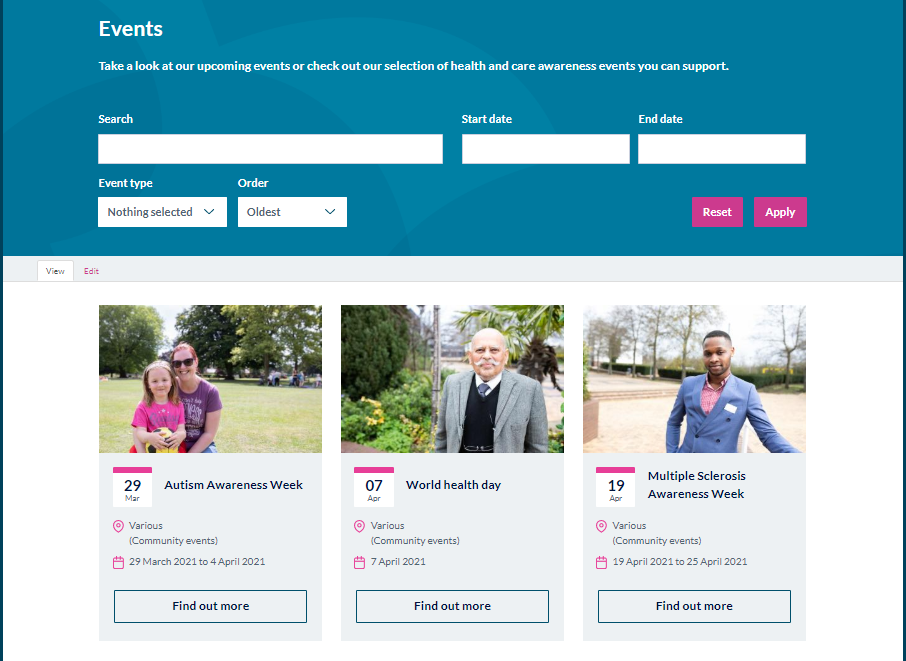 Events
Take a look at our upcoming events or check out our selection of health and care awareness events you can support.
Search
Start date
End date
Event type
Order
Nothing selected
Oldest
Reset
Apply
View
Edit
29
Mar
Autism Awareness Week
Various
(Community events)
29 March 2021 to 4 April 2021
Find out more
07
Apr
World health day
Various
(Community events)
7 April 2021
Find out more
19
Apr
Multiple Sclerosis
Awareness Week
Various
(Community events)
19 April 2021 to 25 April 2021
Find out more